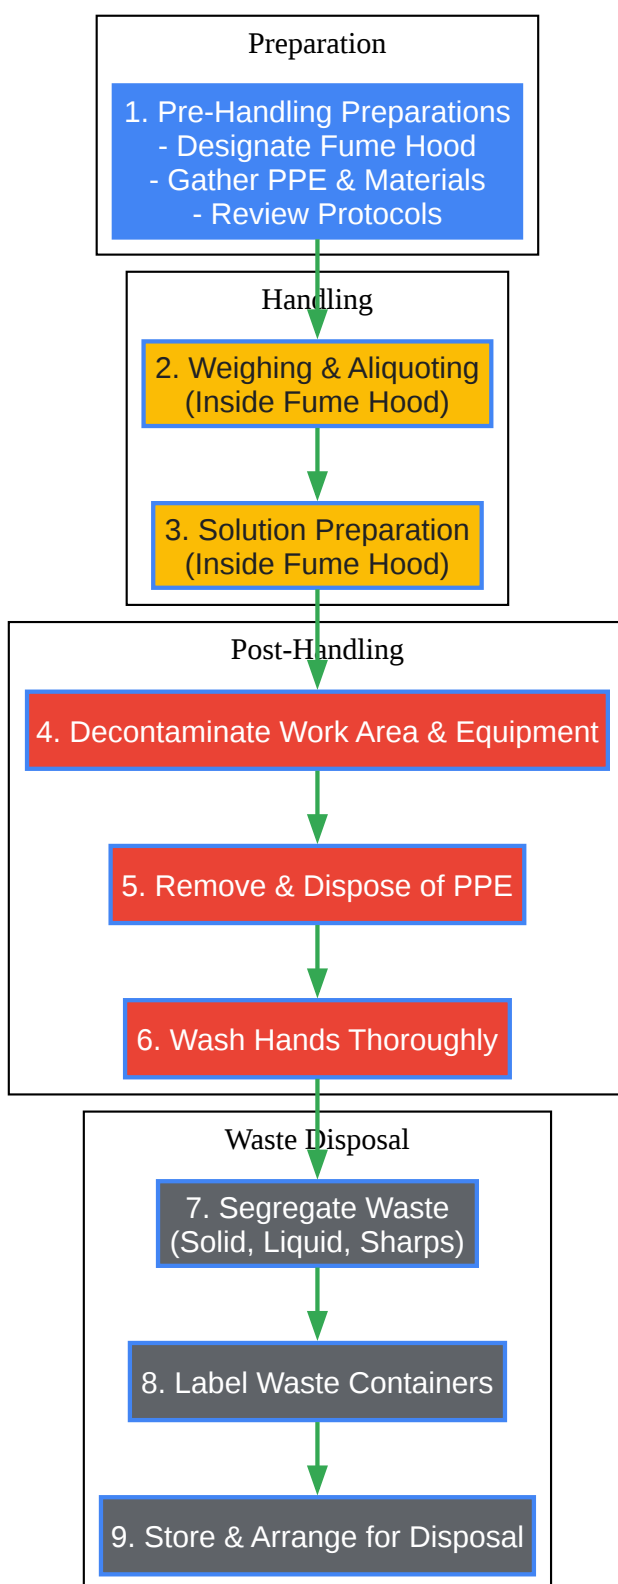 Preparation
1. Pre-Handling Preparations
- Designate Fume Hood
- Gather PPE & Materials
- Review Protocols
Handling
2. Weighing & Aliquoting
(Inside Fume Hood)
3. Solution Preparation
(Inside Fume Hood)
Post-Handling
4. Decontaminate Work Area & Equipment
5. Remove & Dispose of PPE
6. Wash Hands Thoroughly
Waste Disposal
7. Segregate Waste
(Solid, Liquid, Sharps)
8. Label Waste Containers
9. Store & Arrange for Disposal